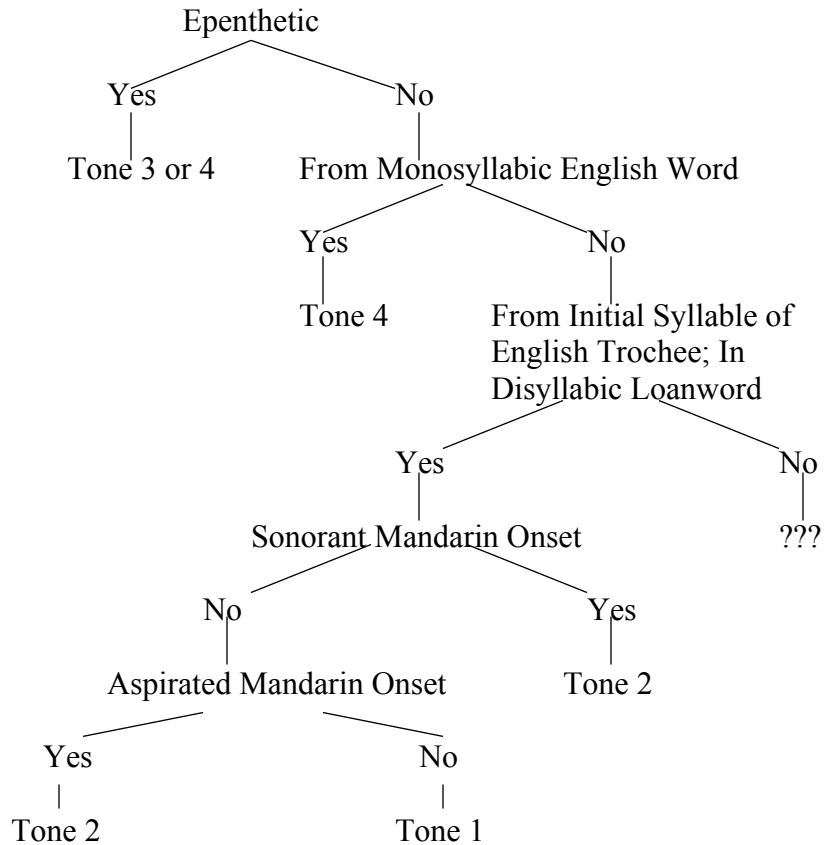 Epenthetic
Yes No
Tone 3 or 4 From Monosyllabic English Word
Yes No
Tone 4 From Initial Syllable of
English Trochee; In
Disyllabic Loanword
Yes No
Sonorant Mandarin Onset ???
No Yes
Aspirated Mandarin Onset Tone 2
Yes No
Tone 2 Tone 1